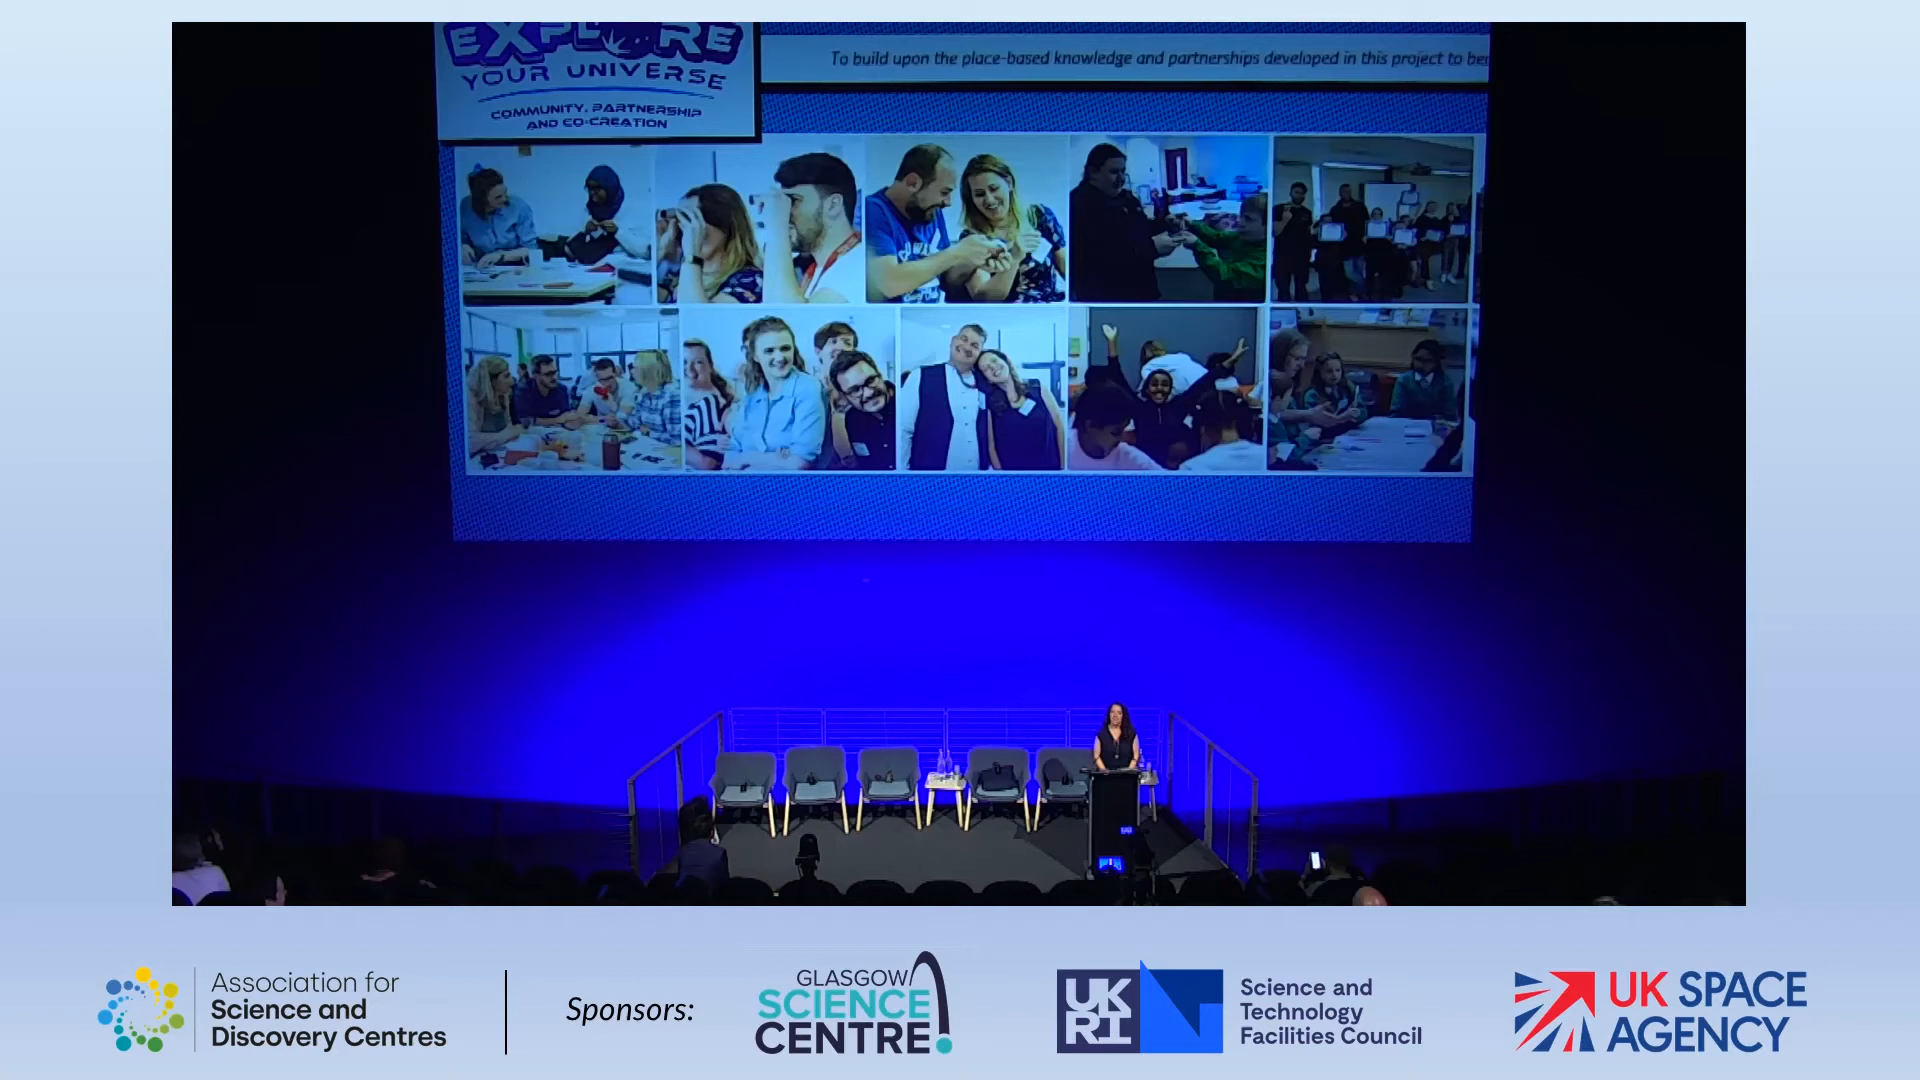 EXPLORE
YOUR UNIVERSE
COMMUNITY, PARTNERSHIP
AND CO-CREATION
To build upon the place-based knowledge and partnerships developed in this project to
Association for
Science and
Discovery Centres
Sponsors:
GLASGOW
SCIENCE
CENTRE
UK
RI
Science and
Technology
Facilities Council
UK SPACE
AGENCY